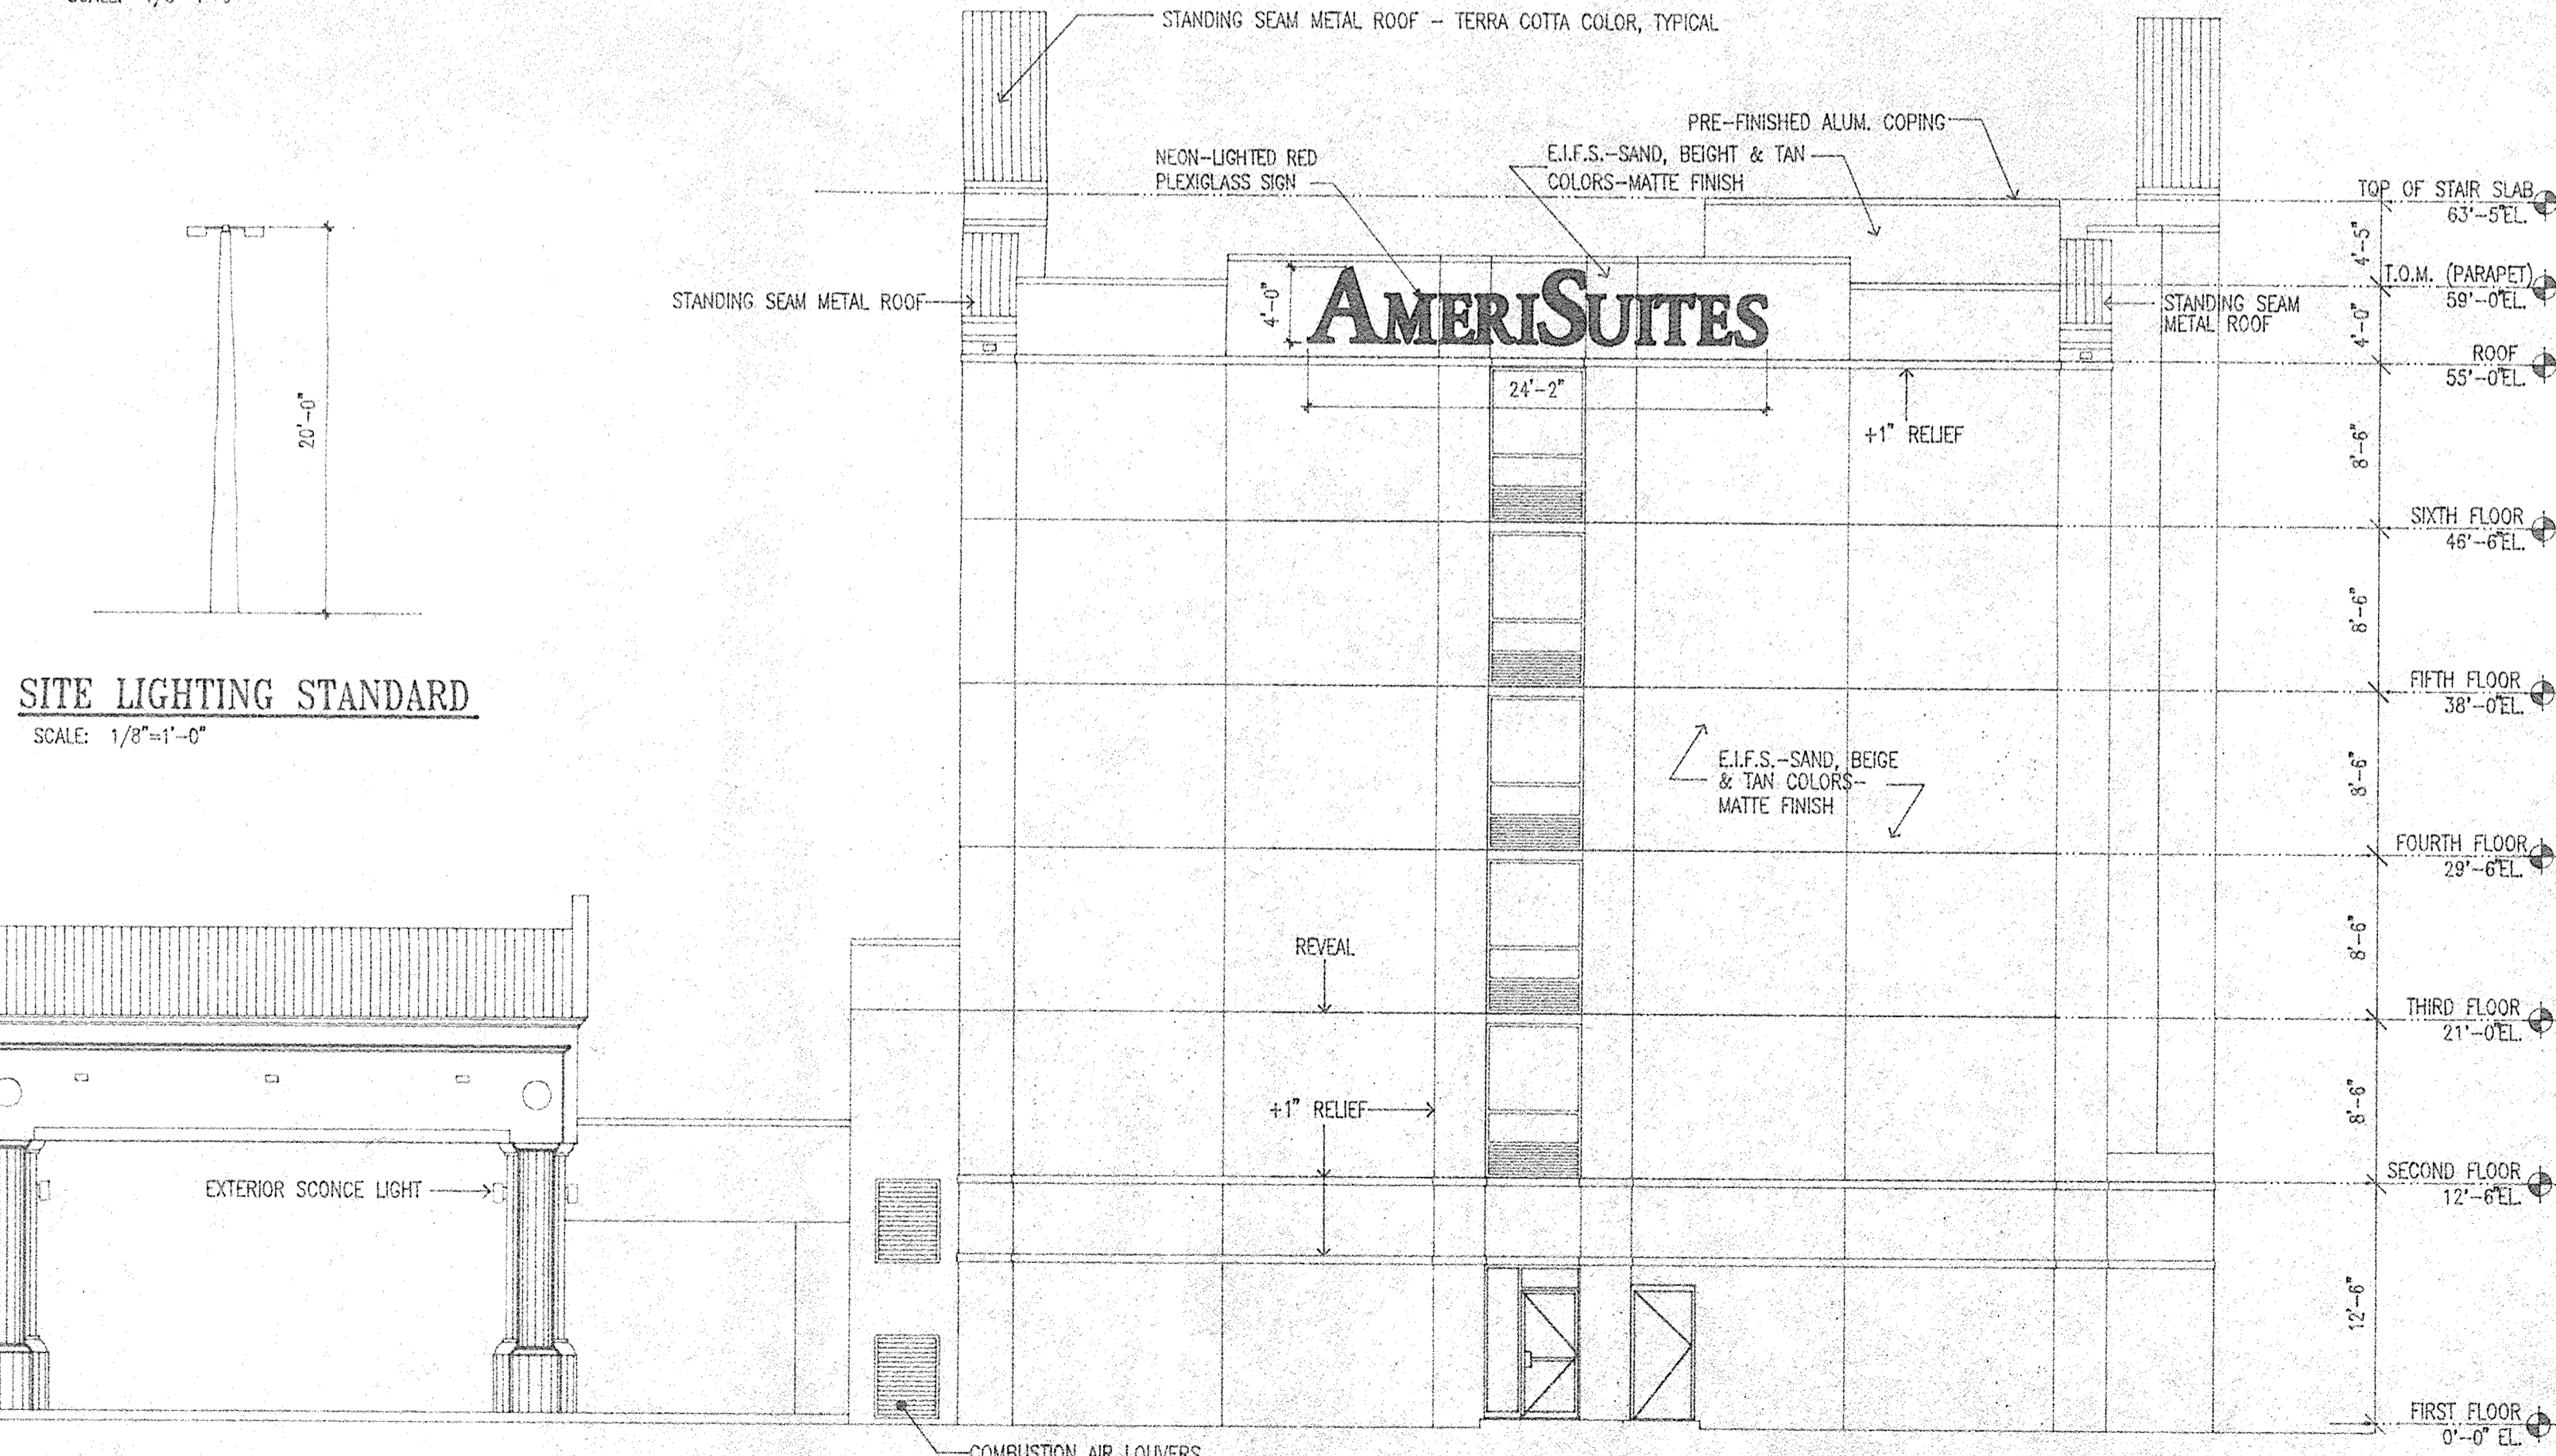 STANDING SEAM METAL ROOF - TERRA COTTA COLOR, TYPICAL
PRE-FINISHED ALUM. COPING
NEON-LIGHTED RED
PLEXIGLASS SIGN
E.I.F.S.-SAND, BEIGHT & TAN
COLORS-MATTE FINISH
TOP OF STAIR SLAB
63'-5"EL.
4'-5"
T.O.M. (PARAPET)
59'-0"EL.
4'-0"
STANDING SEAM METAL ROOF
4'-0"
AMERISUITES
STANDING SEAM
METAL ROOF
ROOF
55'-0"EL.
24'-2"
+1" RELIEF
20'-0"
8'-6"
SIXTH FLOOR
46'-6"EL.
8'-6"
SITE LIGHTING STANDARD
SCALE: 1/8"=1'-0"
FIFTH FLOOR
38'-0"EL.
E.I.F.S.-SAND, BEIGE
& TAN COLORS-
MATTE FINISH
8'-6"
FOURTH FLOOR
29'-6"EL.
REVEAL
8'-6"
THIRD FLOOR
21'-0"EL.
+1" RELIEF
8'-6"
EXTERIOR SCONCE LIGHT
SECOND FLOOR
12'-6"EL.
12'-6"
FIRST FLOOR
0'-0" EL.
COMBUSTION AIR LOUVERS